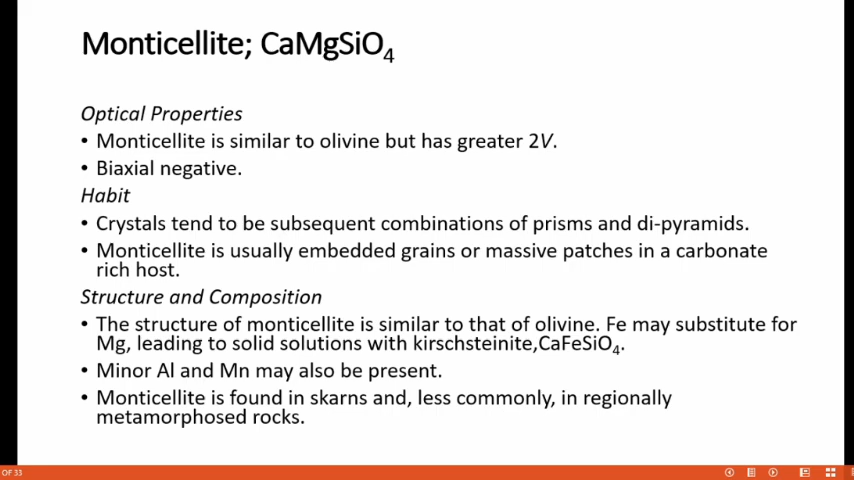 Monticellite; CaMgSiO4
Optical Properties
• Monticellite is similar to olivine but has greater 2V.
• Biaxial negative.
Habit
• Crystals tend to be subsequent combinations of prisms and di-pyramids.
• Monticellite is usually embedded grains or massive patches in a carbonate
rich host.
Structure and Composition
• The structure of monticellite is similar to that of olivine. Fe may substitute for
Mg, leading to solid solutions with kirschsteinite,CaFeSiO4.
• Minor Al and Mn may also be present.
• Monticellite is found in skarns and, less commonly, in regionally
metamorphosed rocks.
OF 33